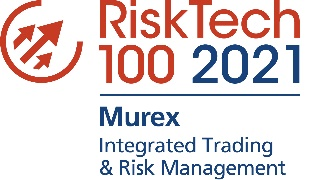 RiskTech
100 2021
Murex
Integrated Trading
& Risk Management